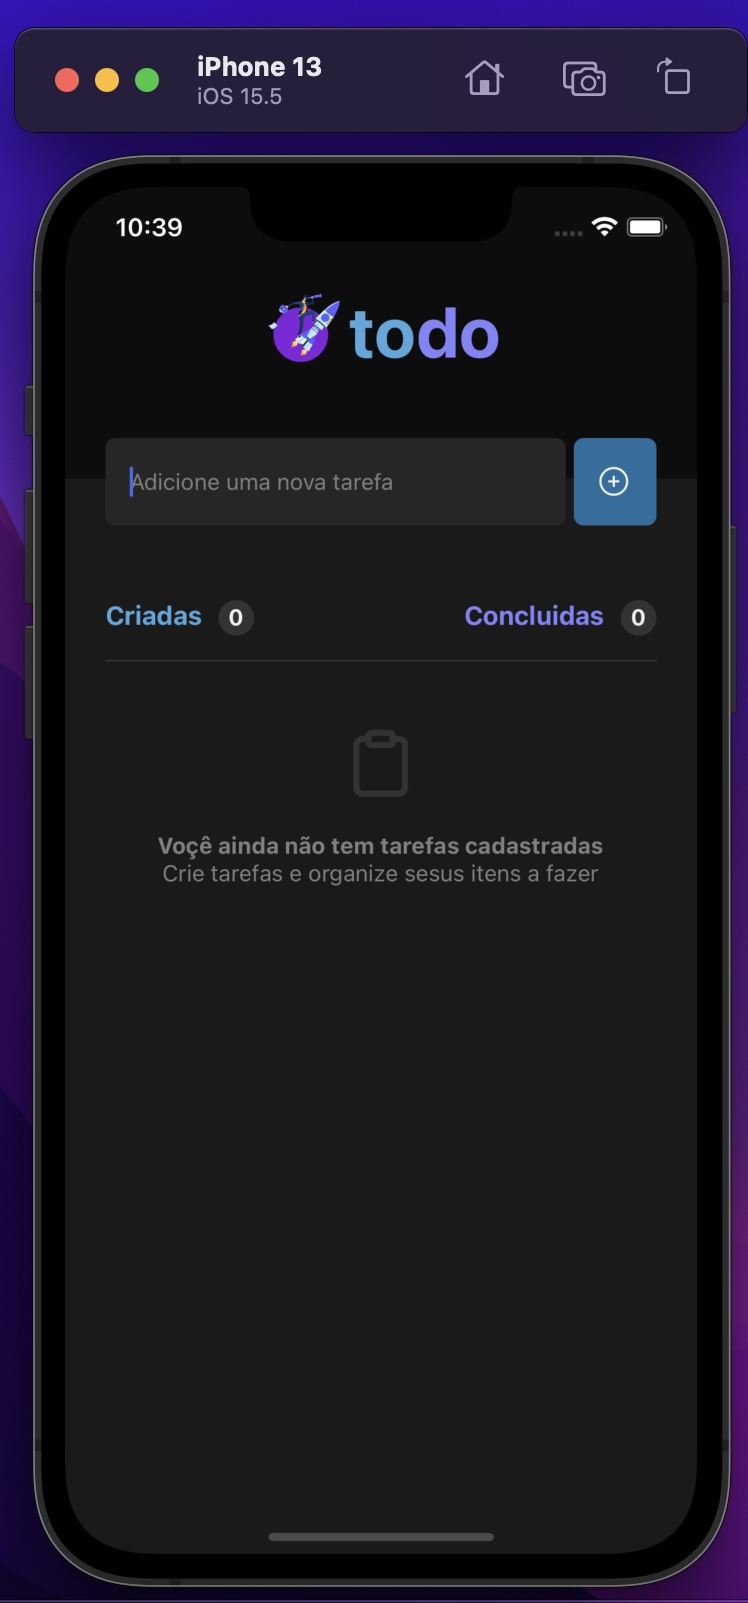 iPhone 13
iOS 15.5
10:39
todo
Adicione uma nova tarefa
Criadas 0
Concluidas 0
Voçê ainda não tem tarefas cadastradas
Crie tarefas e organize sesus itens a fazer